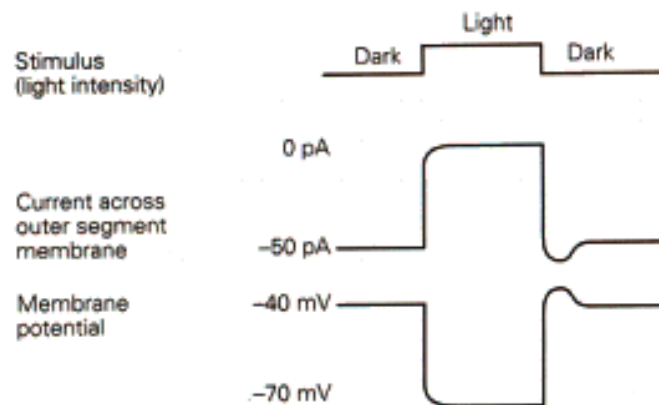 Light
Dark
Dark
Stimulus
(light intensity)
0 pA
Current across
outer segment
membrane
–50 pA
Membrane
potential
–40 mV
–70 mV